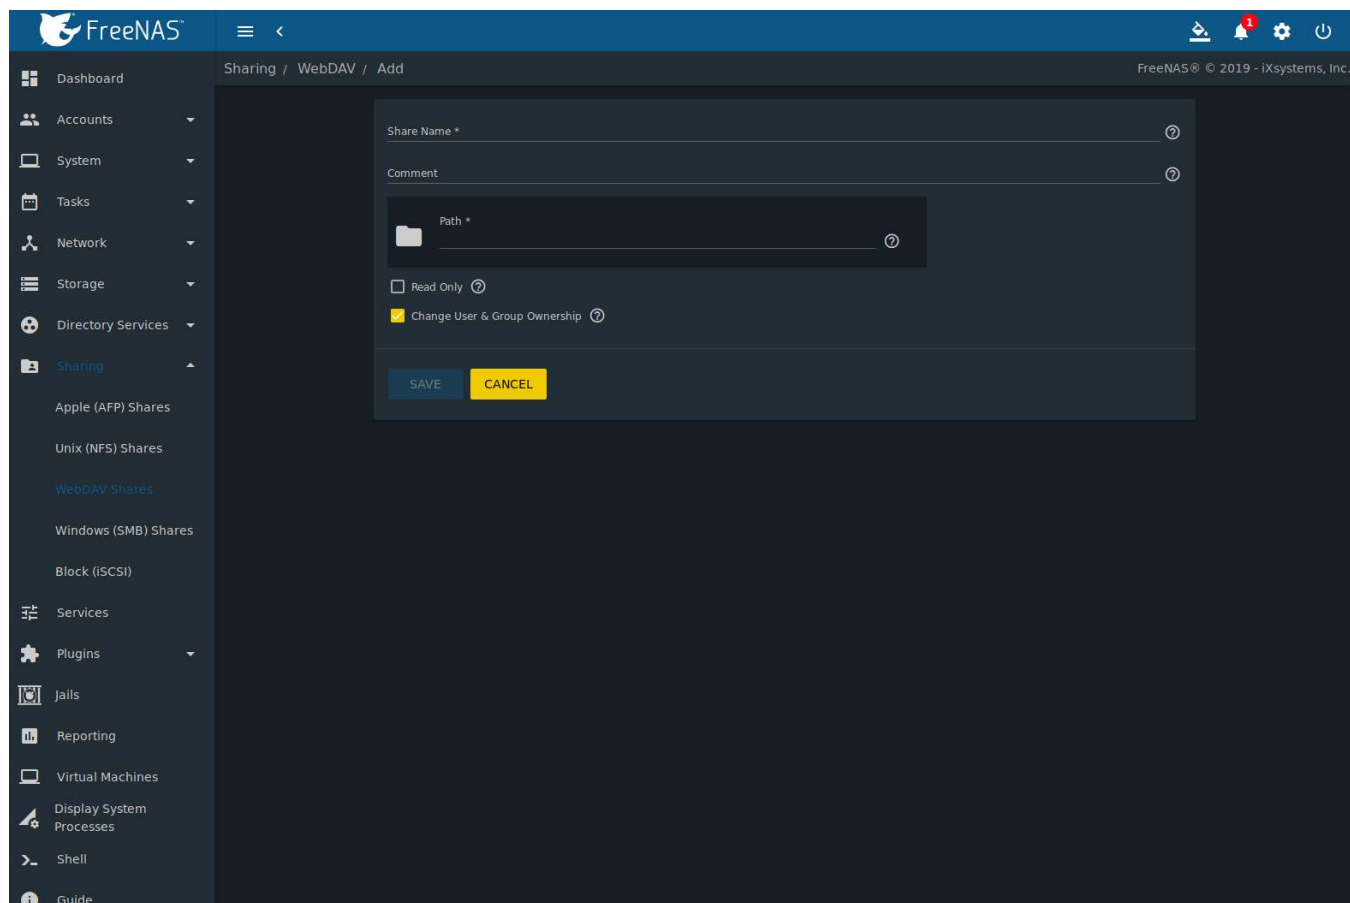 FreeNAS®
1
Sharing / WebDAV / Add
FreeNAS® © 2019 - iXsystems, Inc.
Dashboard
Accounts
System
Tasks
Network
Storage
Directory Services
Sharing
Apple (AFP) Shares
Unix (NFS) Shares
WebDAV Shares
Windows (SMB) Shares
Block (iSCSI)
Services
Plugins
Jails
Reporting
Virtual Machines
Display System
Processes
Shell
Guide
Share Name *
Comment
Path *
Read Only
Change User & Group Ownership
SAVE
CANCEL